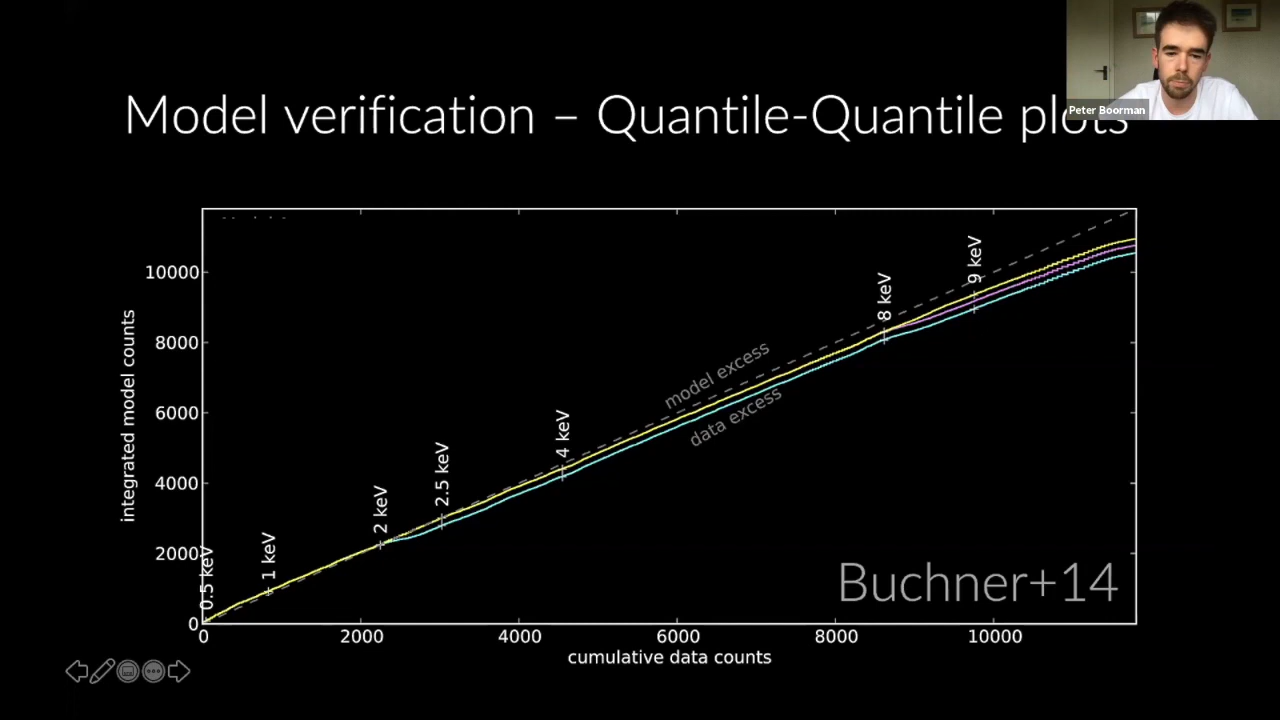 Peter Boorman
Model verification – Quantile-Quantile plots
integrated model counts
10000
8000
6000
4000
2000
0
0.5 keV
1 keV
2 keV
2.5 keV
4 keV
model excess
data excess
8 keV
9 keV
Buchner+14
0
2000
4000
6000
8000
10000
cumulative data counts